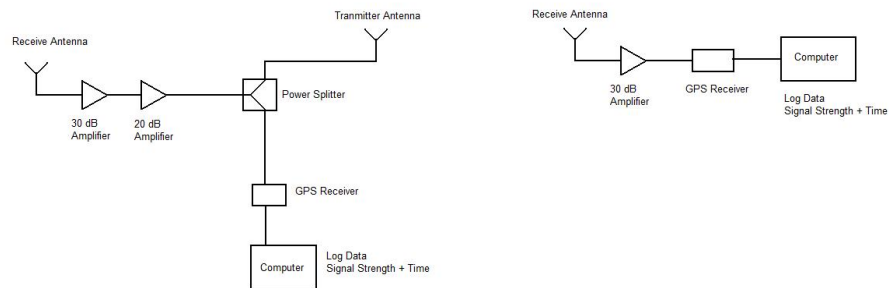 Receive Antenna
30 dB
Amplifier
20 dB
Amplifier
Tranmitter Antenna
Power Splitter
GPS Receiver
Computer
Log Data
Signal Strength + Time
Receive Antenna
30 dB
Amplifier
GPS Receiver
Computer
Log Data
Signal Strength + Time